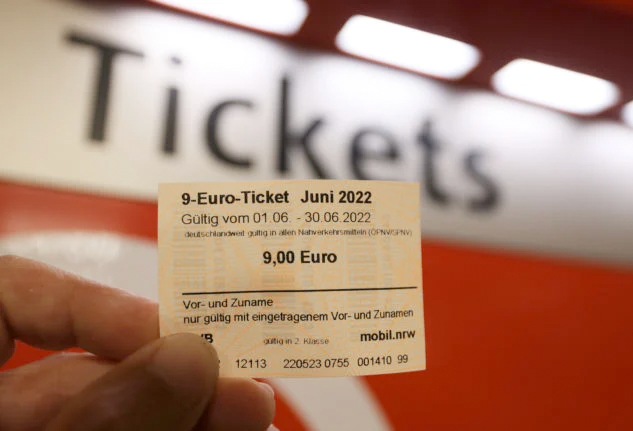 Tickets
9-Euro-Ticket Juni 2022
Gültig vom 01.06. - 30.06.2022
deutschlandweit gültig in allen Nahverkehrsmitteln (ÖPNV/SPNV)
9,00 Euro
Vor- und Zuname
nur gültig mit eingetragenem Vor- und Zunamen
gültig in 2. Klasse mobil.nrw
12113 220523 0755 001410 99